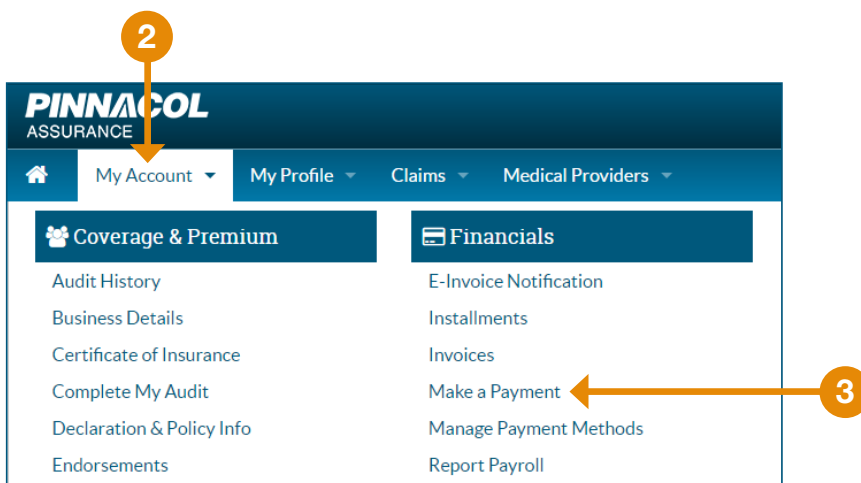 2
PINNACOL
ASSURANCE
My Account My Profile Claims Medical Providers
Coverage & Premium
Audit History
Business Details
Certificate of Insurance
Complete My Audit
Declaration & Policy Info
Endorsements
Financials
E-Invoice Notification
Installments
Invoices
Make a Payment
3
Manage Payment Methods
Report Payroll